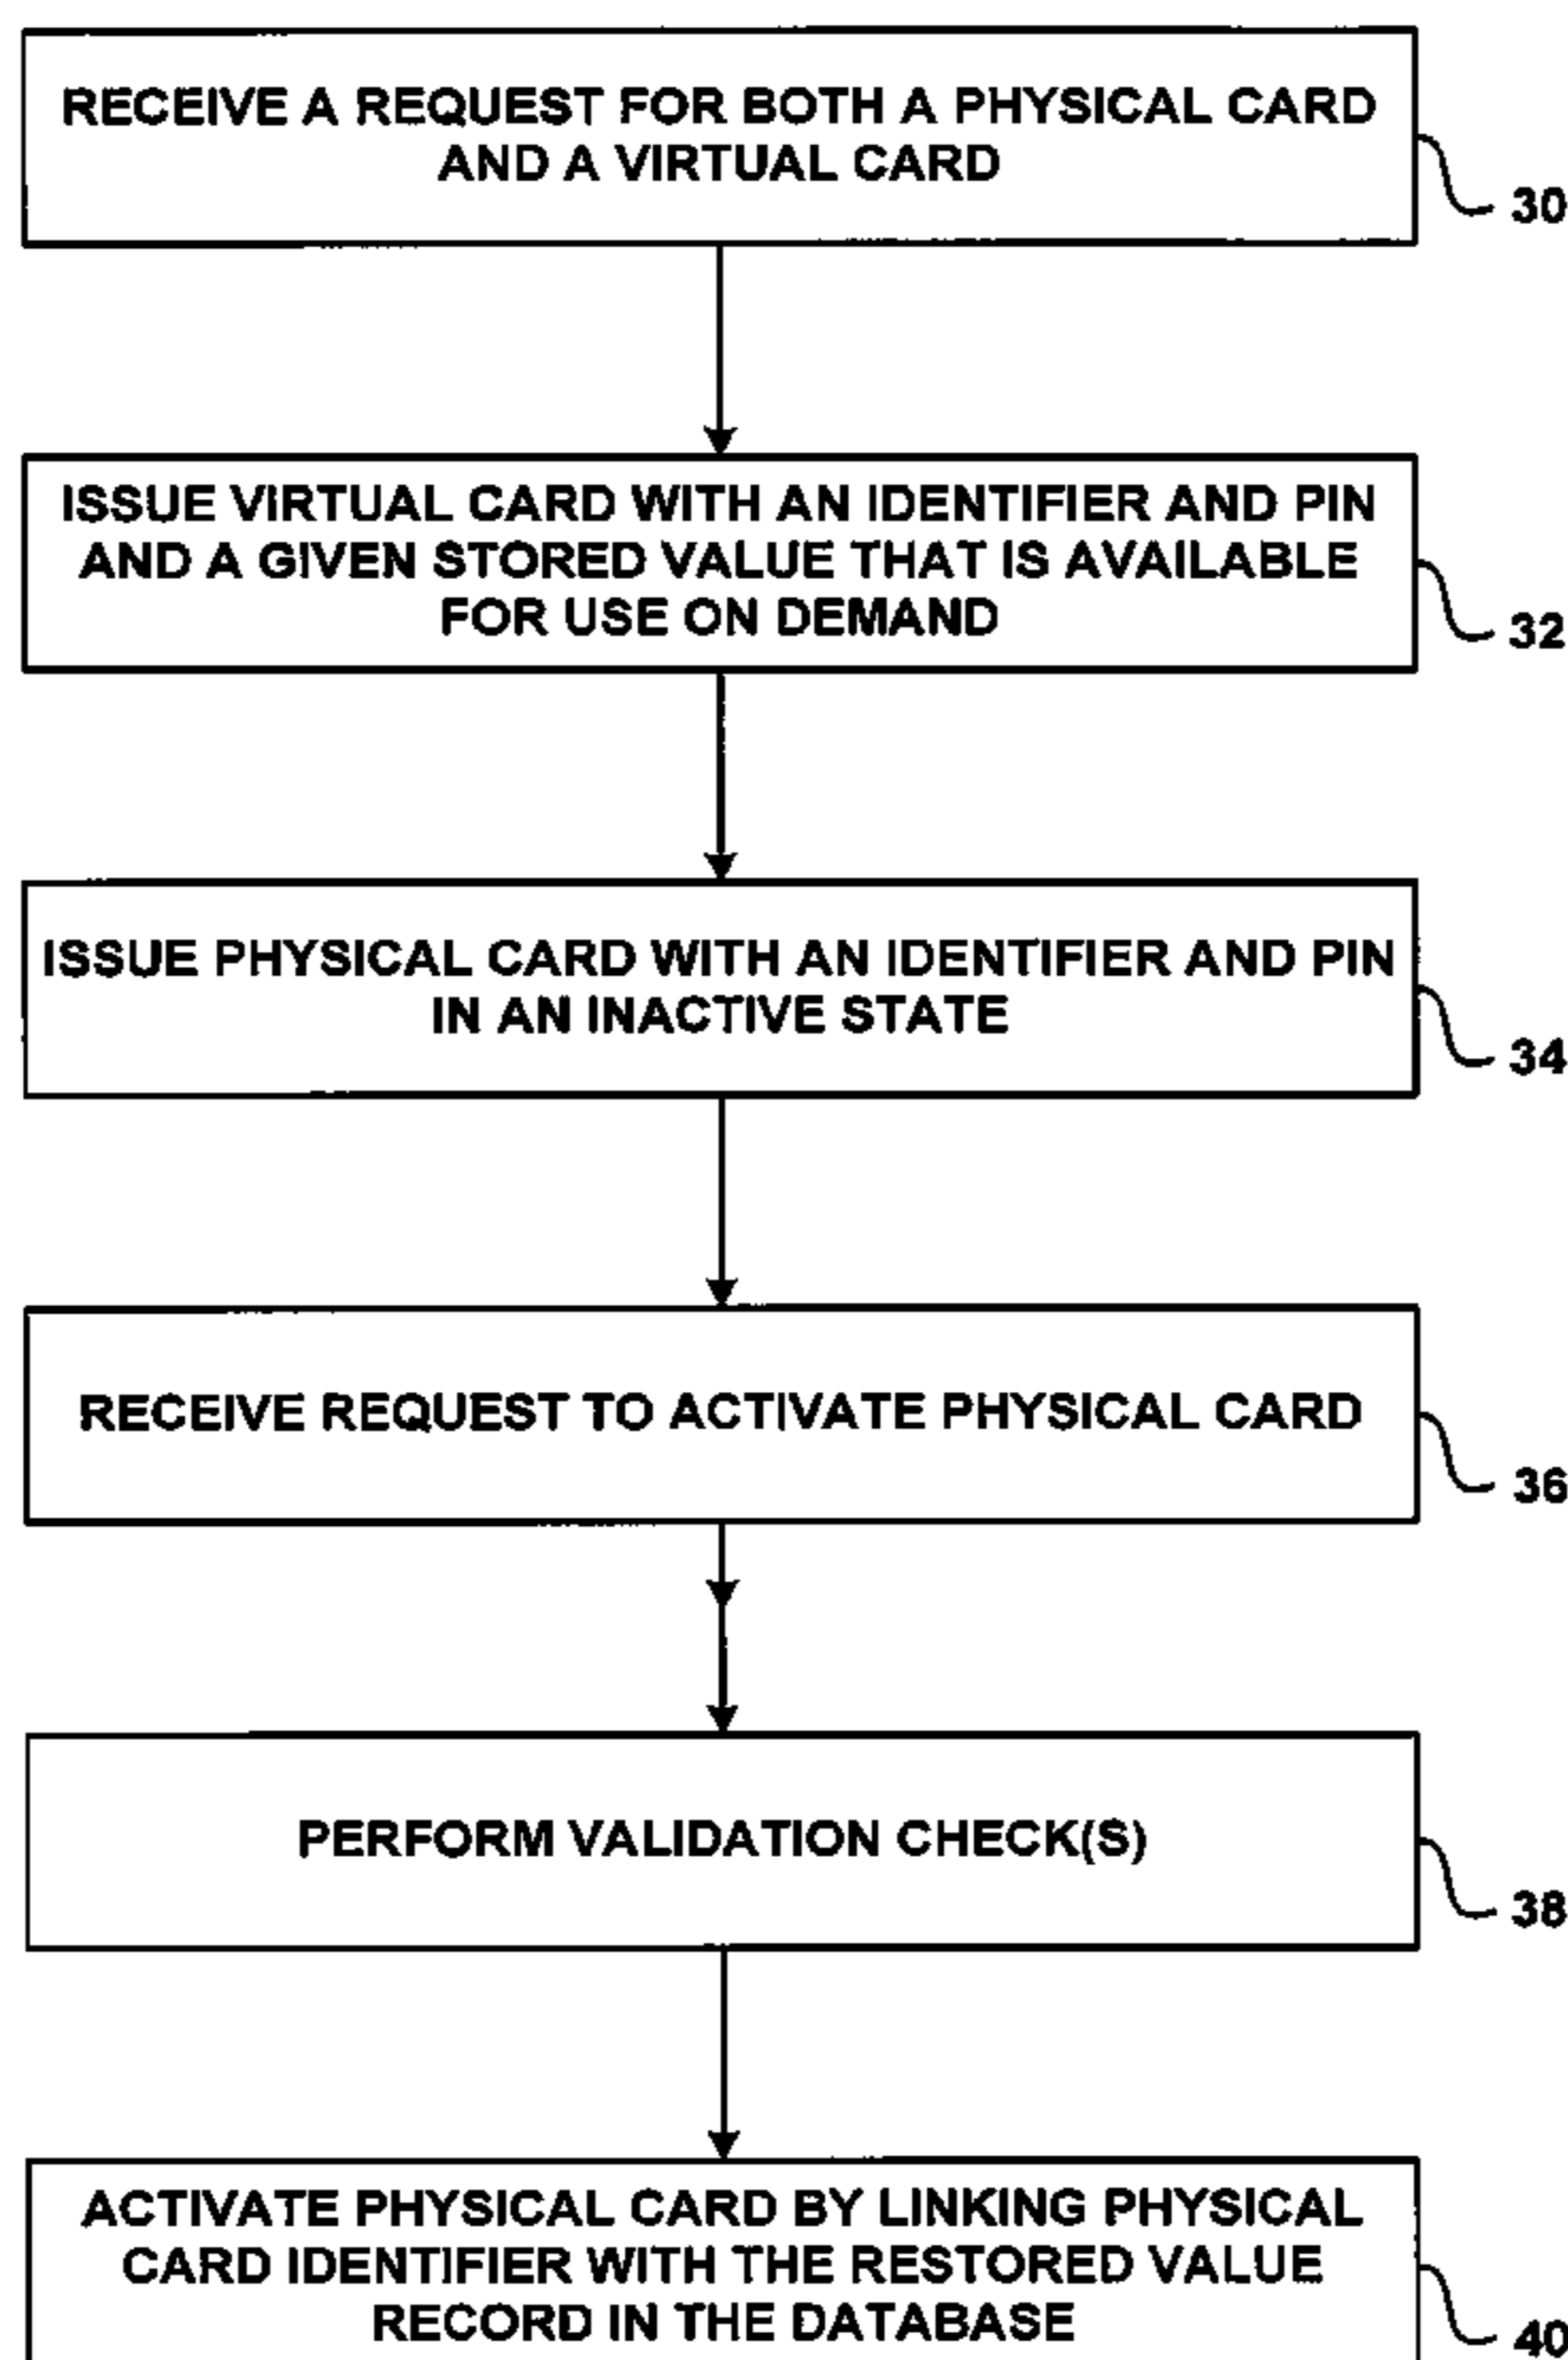 RECEIVE A REQUEST FOR BOTH A PHYSICAL CARD
AND A VIRTUAL CARD
30
ISSUE VIRTUAL CARD WITH AN IDENTIFIER AND PIN
AND A GIVEN STORED VALUE THAT IS AVAILABLE
FOR USE ON DEMAND
32
ISSUE PHYSICAL CARD WITH AN IDENTIFIER AND PIN
IN AN INACTIVE STATE
34
RECEIVE REQUEST TO ACTIVATE PHYSICAL CARD
36
PERFORM VALIDATION CHECK(S)
38
ACTIVATE PHYSICAL CARD BY LINKING PHYSICAL
CARD IDENTIFIER WITH THE RESTORED VALUE
RECORD IN THE DATABASE
40